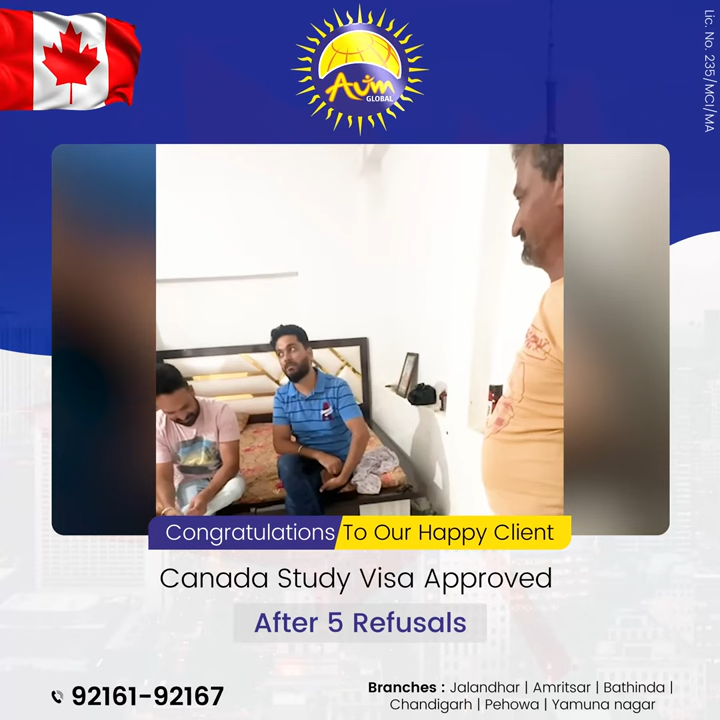 Aum
GLOBAL
Lic. No. 235/MCI/MA
Congratulations To Our Happy Client
Canada Study Visa Approved
After 5 Refusals
92161-92167
Branches : Jalandhar | Amritsar | Bathinda |
Chandigarh | Pehowa | Yamuna nagar